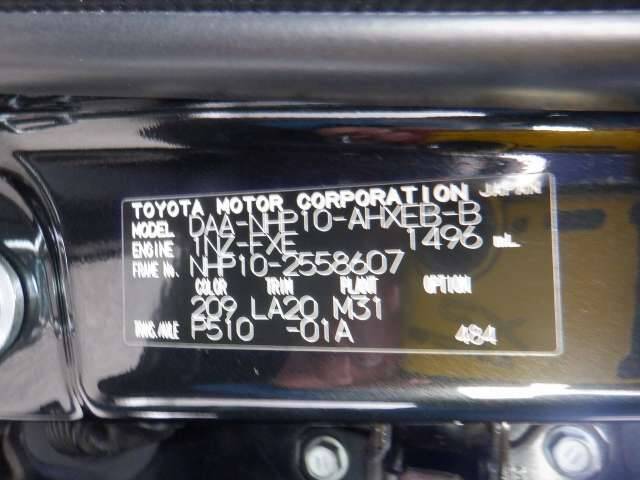 TOYOTA MOTOR CORPORATION JAPAN
MODEL DAA-NHP10-AHXEB-B
ENGINE 1NZ-FXE 1496 mL
FRAME No. NHP10-2558607
COLOR TRIM PLANT OPTION
209 LA20 M31
TRANS./AXLE P510 -01A 484